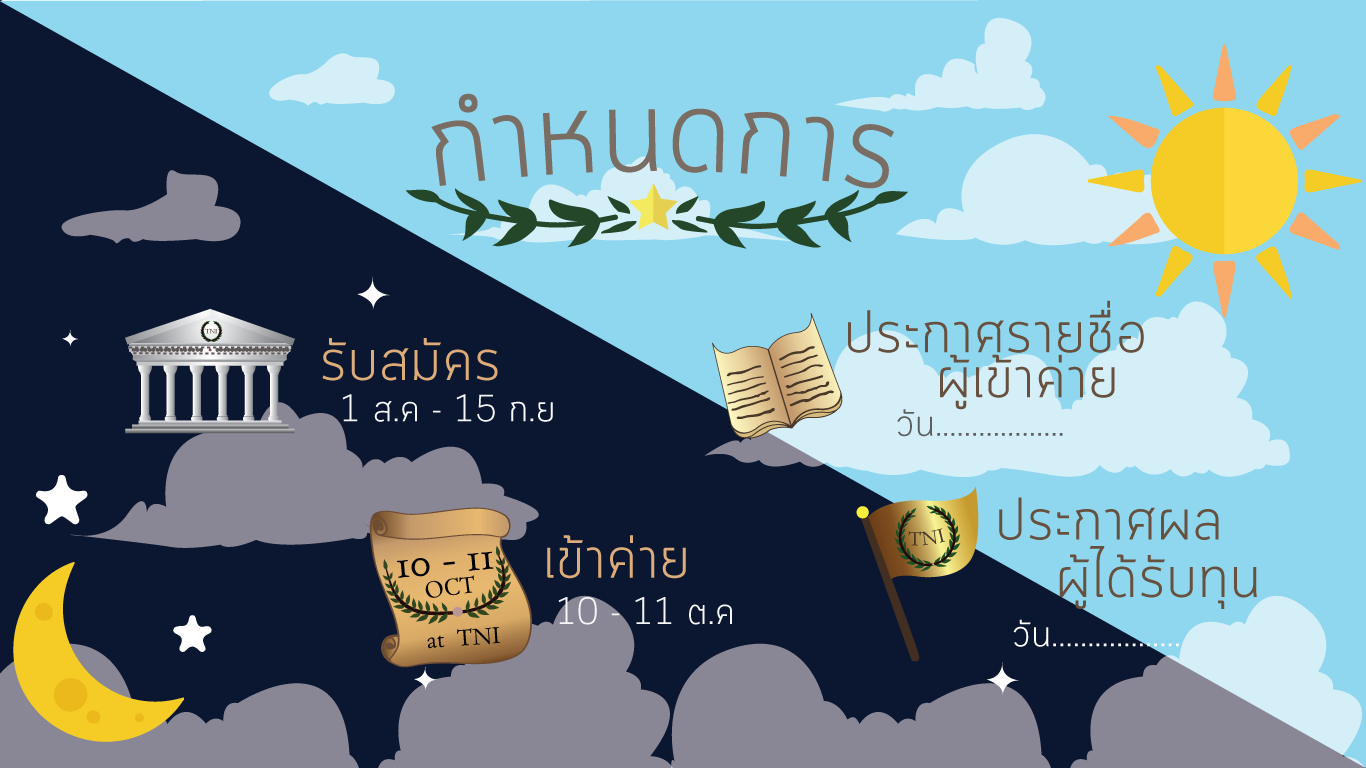 กำหนดการ
TNI
รับสมัคร
1 ส.ค - 15 ก.ย
ประกาศรายชื่อ
ผู้เข้าค่าย
วัน..................
10 - 11
OCT
at TNI
เข้าค่าย
10 - 11 ต.ค
TNI
ประกาศผล
ผู้ได้รับทุน
วัน..................